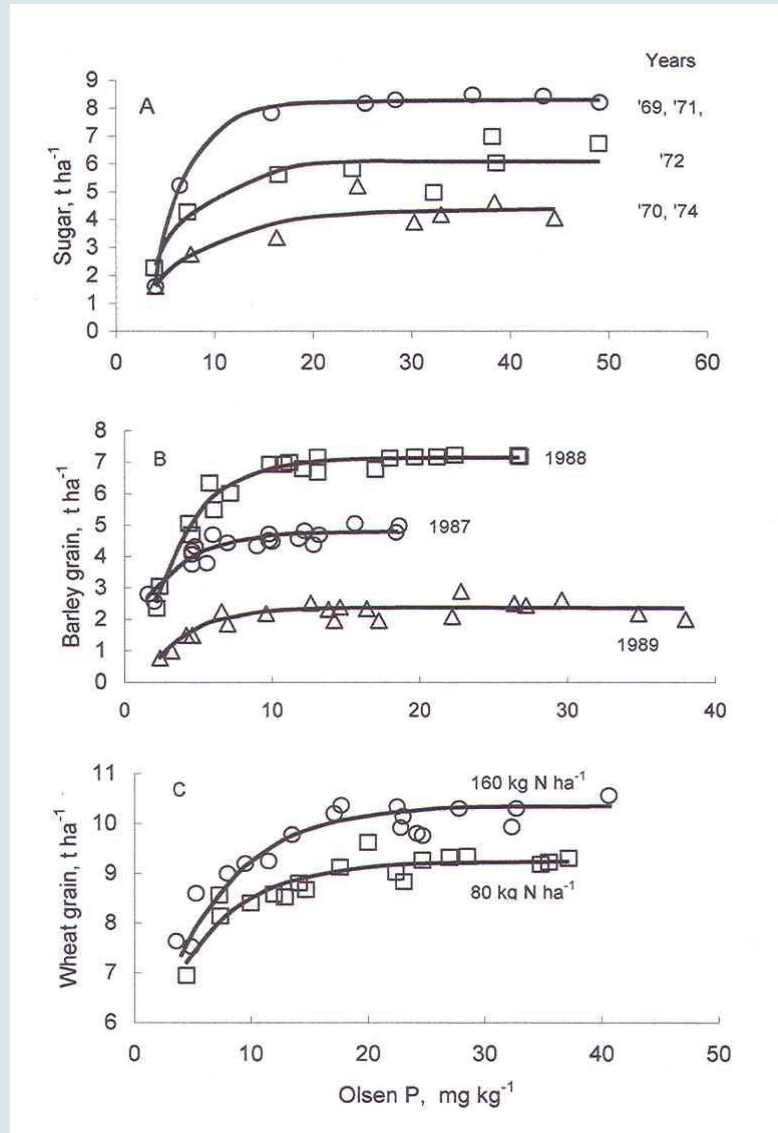 Years
A
'69, '71,
'72
'70, '74
Sugar, t ha⁻¹
9
8
7
6
5
4
3
2
1
0
0 10 20 30 40 50 60
B
1988
1987
1989
Barley grain, t ha⁻¹
8
7
6
5
4
3
2
1
0
0 10 20 30 40
C
160 kg N ha⁻¹
80 kg N ha⁻¹
Wheat grain, t ha⁻¹
11
10
9
8
7
6
0 10 20 30 40 50
Olsen P, mg kg⁻¹